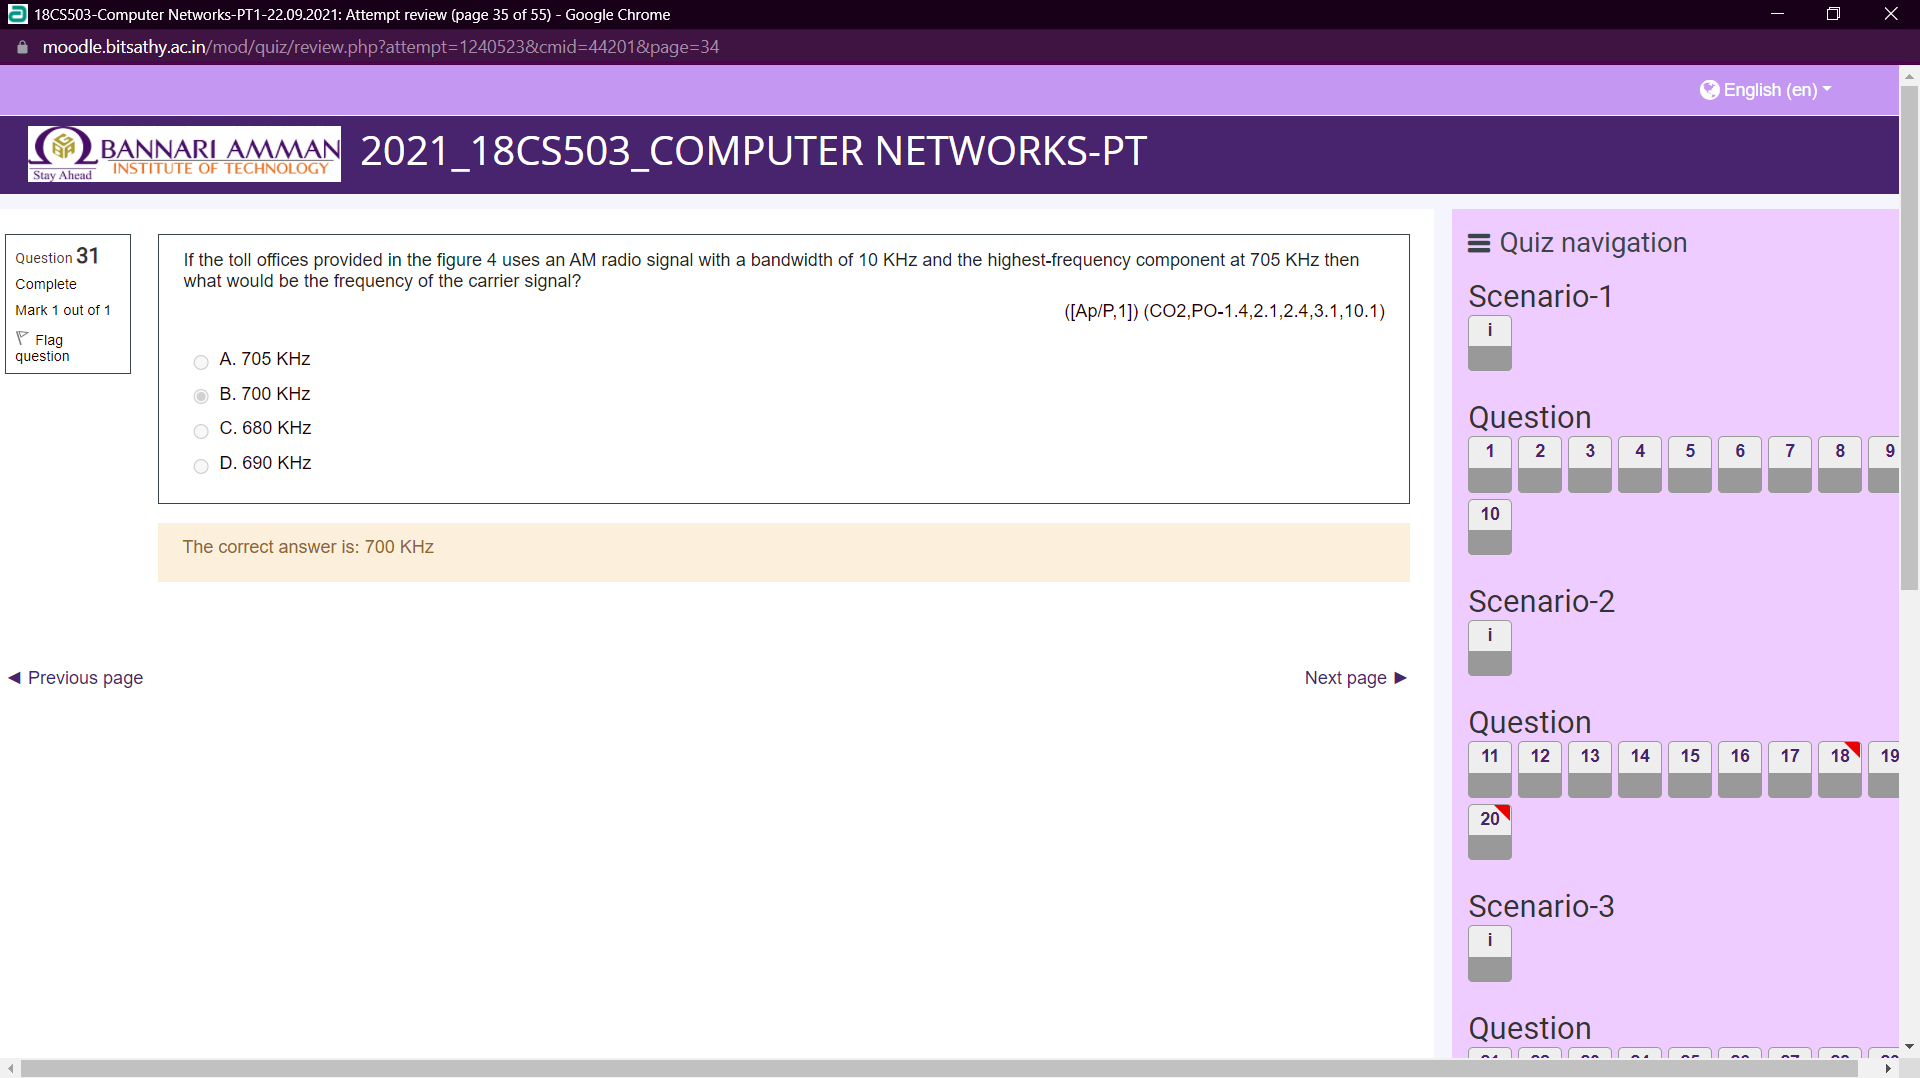 18CS503-Computer Networks-PT1-22.09.2021: Attempt review (page 35 of 55) - Google Chrome
moodle.bitsathy.ac.in/mod/quiz/review.php?attempt=1240523&cmid=44201&page=34
English (en)
BANNARI AMMAN
INSTITUTE OF TECHNOLOGY
Stay Ahead
2021_18CS503_COMPUTER NETWORKS-PT
Question 31
Complete
Mark 1 out of 1
Flag
question
If the toll offices provided in the figure 4 uses an AM radio signal with a bandwidth of 10 KHz and the highest-frequency component at 705 KHz then
what would be the frequency of the carrier signal?
([Ap/P,1]) (CO2,PO-1.4,2.1,2.4,3.1,10.1)
A. 705 KHz
B. 700 KHz
C. 680 KHz
D. 690 KHz
The correct answer is: 700 KHz
◄ Previous page
Next page ►
Quiz navigation
Scenario-1
i
Question
1 2 3 4 5 6 7 8 9
10
Scenario-2
i
Question
11 12 13 14 15 16 17 18 19
20
Scenario-3
i
Question